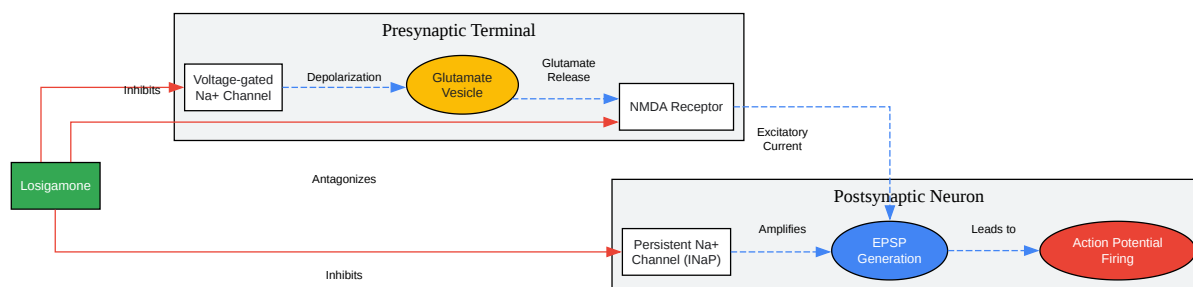 Presynaptic Terminal
Voltage-gated
Na+ Channel
Depolarization
Glutamate
Vesicle
Glutamate
Release
NMDA Receptor
Inhibits
Excitatory
Current
Losigamone
Antagonizes
Postsynaptic Neuron
Persistent Na+
Channel (INaP)
Amplifies
EPSP
Generation
Leads to
Action Potential
Firing
Inhibits